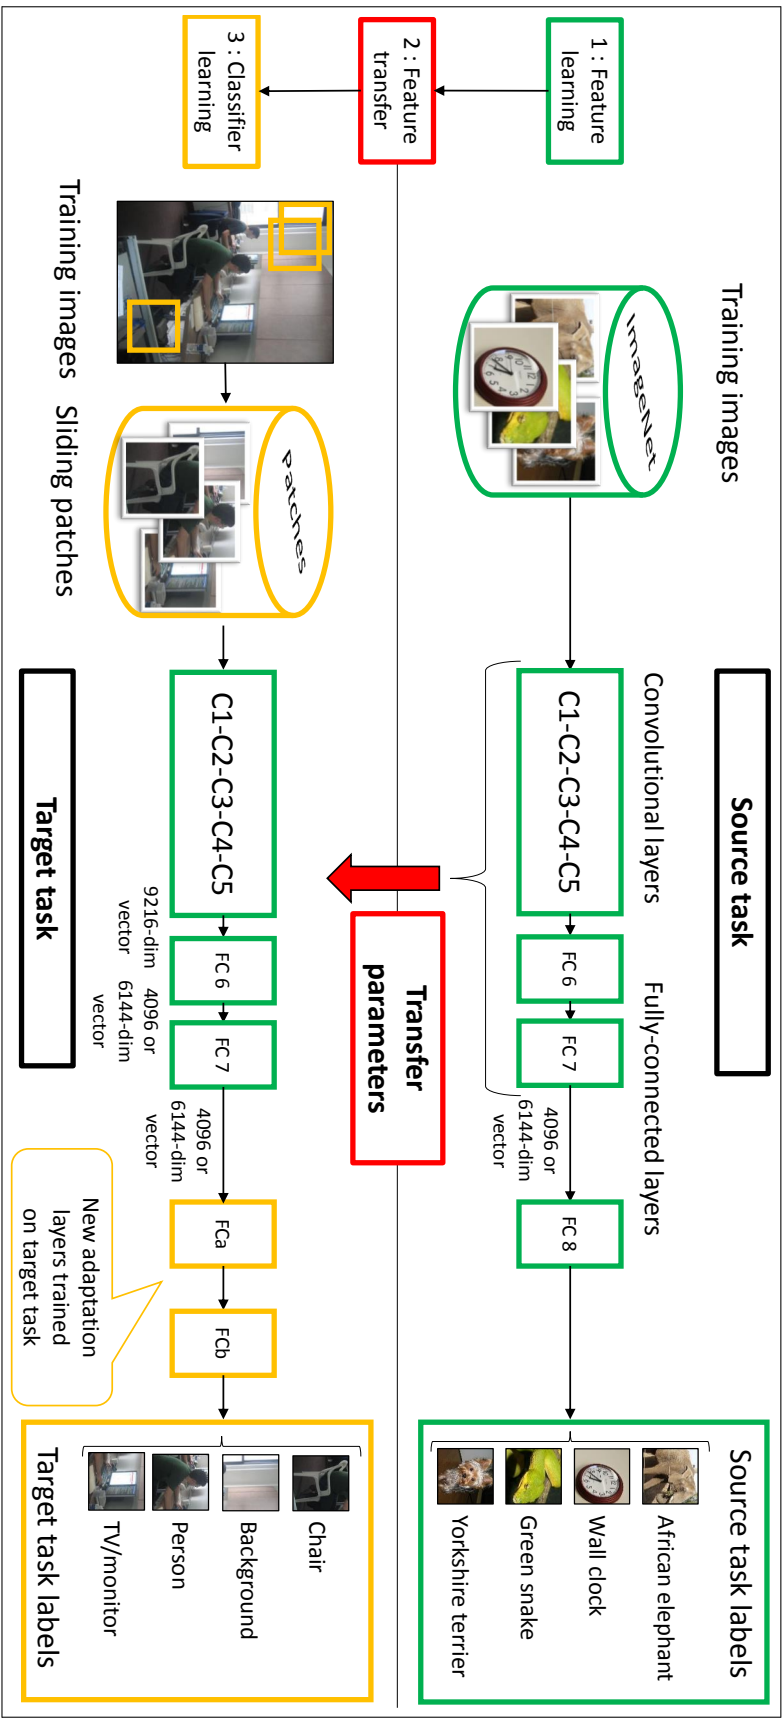 Source task
Training images
Convolutional layers
Fully-connected layers
Source task labels
1 : Feature
learning
ImageNet
C1-C2-C3-C4-C5
FC 6
FC 7
4096 or
6144-dim
vector
FC 8
African elephant
Wall clock
Green snake
Yorkshire terrier
2 : Feature
transfer
Transfer
parameters
3 : Classifier
learning
Patches
C1-C2-C3-C4-C5
FC 6
FC 7
FCa
FCb
Chair
Background
Person
TV/monitor
9216-dim
vector
4096 or
6144-dim
vector
4096 or
6144-dim
vector
Training images
Sliding patches
Target task
New adaptation
layers trained
on target task
Target task labels